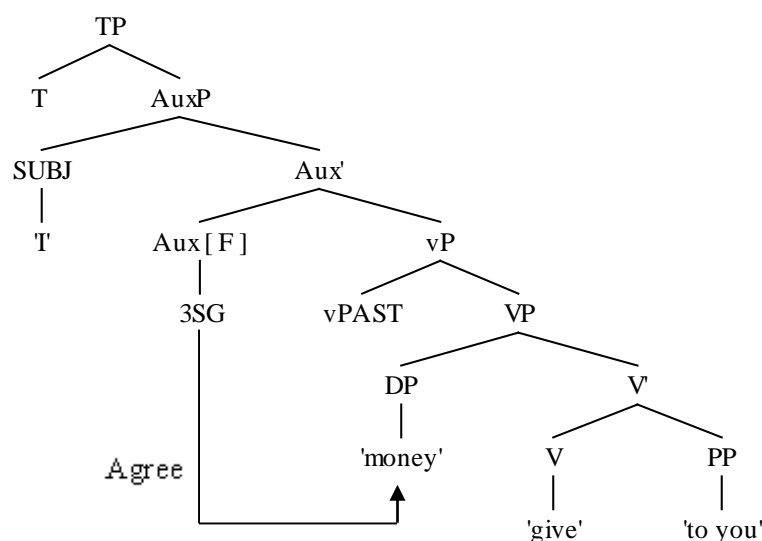 TP
T AuxP
SUBJ Aux'
'I' Aux [ F ] vP
3SG vPAST VP
DP V'
Agree 'money' V PP
'give' 'to you'